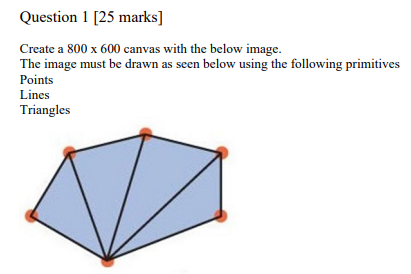 Question 1 [25 marks]
Create a 800 x 600 canvas with the below image.
The image must be drawn as seen below using the following primitives
Points
Lines
Triangles